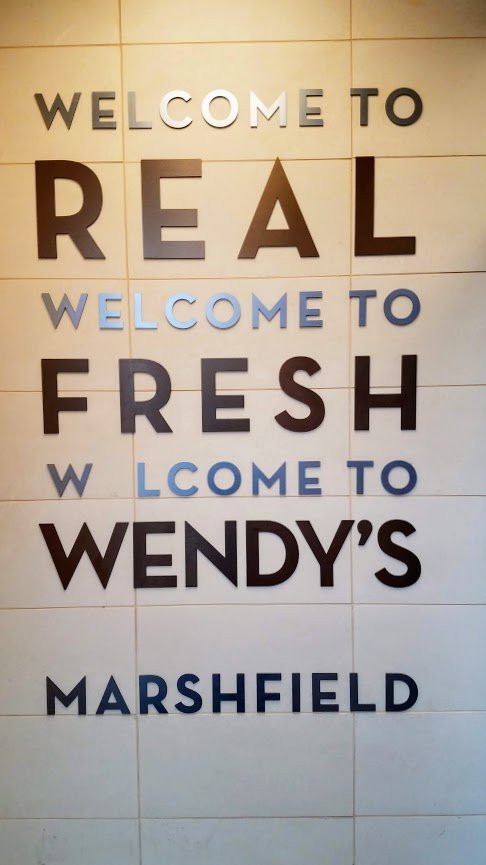 WELCOME TO
REAL
WELCOME TO
FRESH
W LCOME TO
WENDY'S
MARSHFIELD